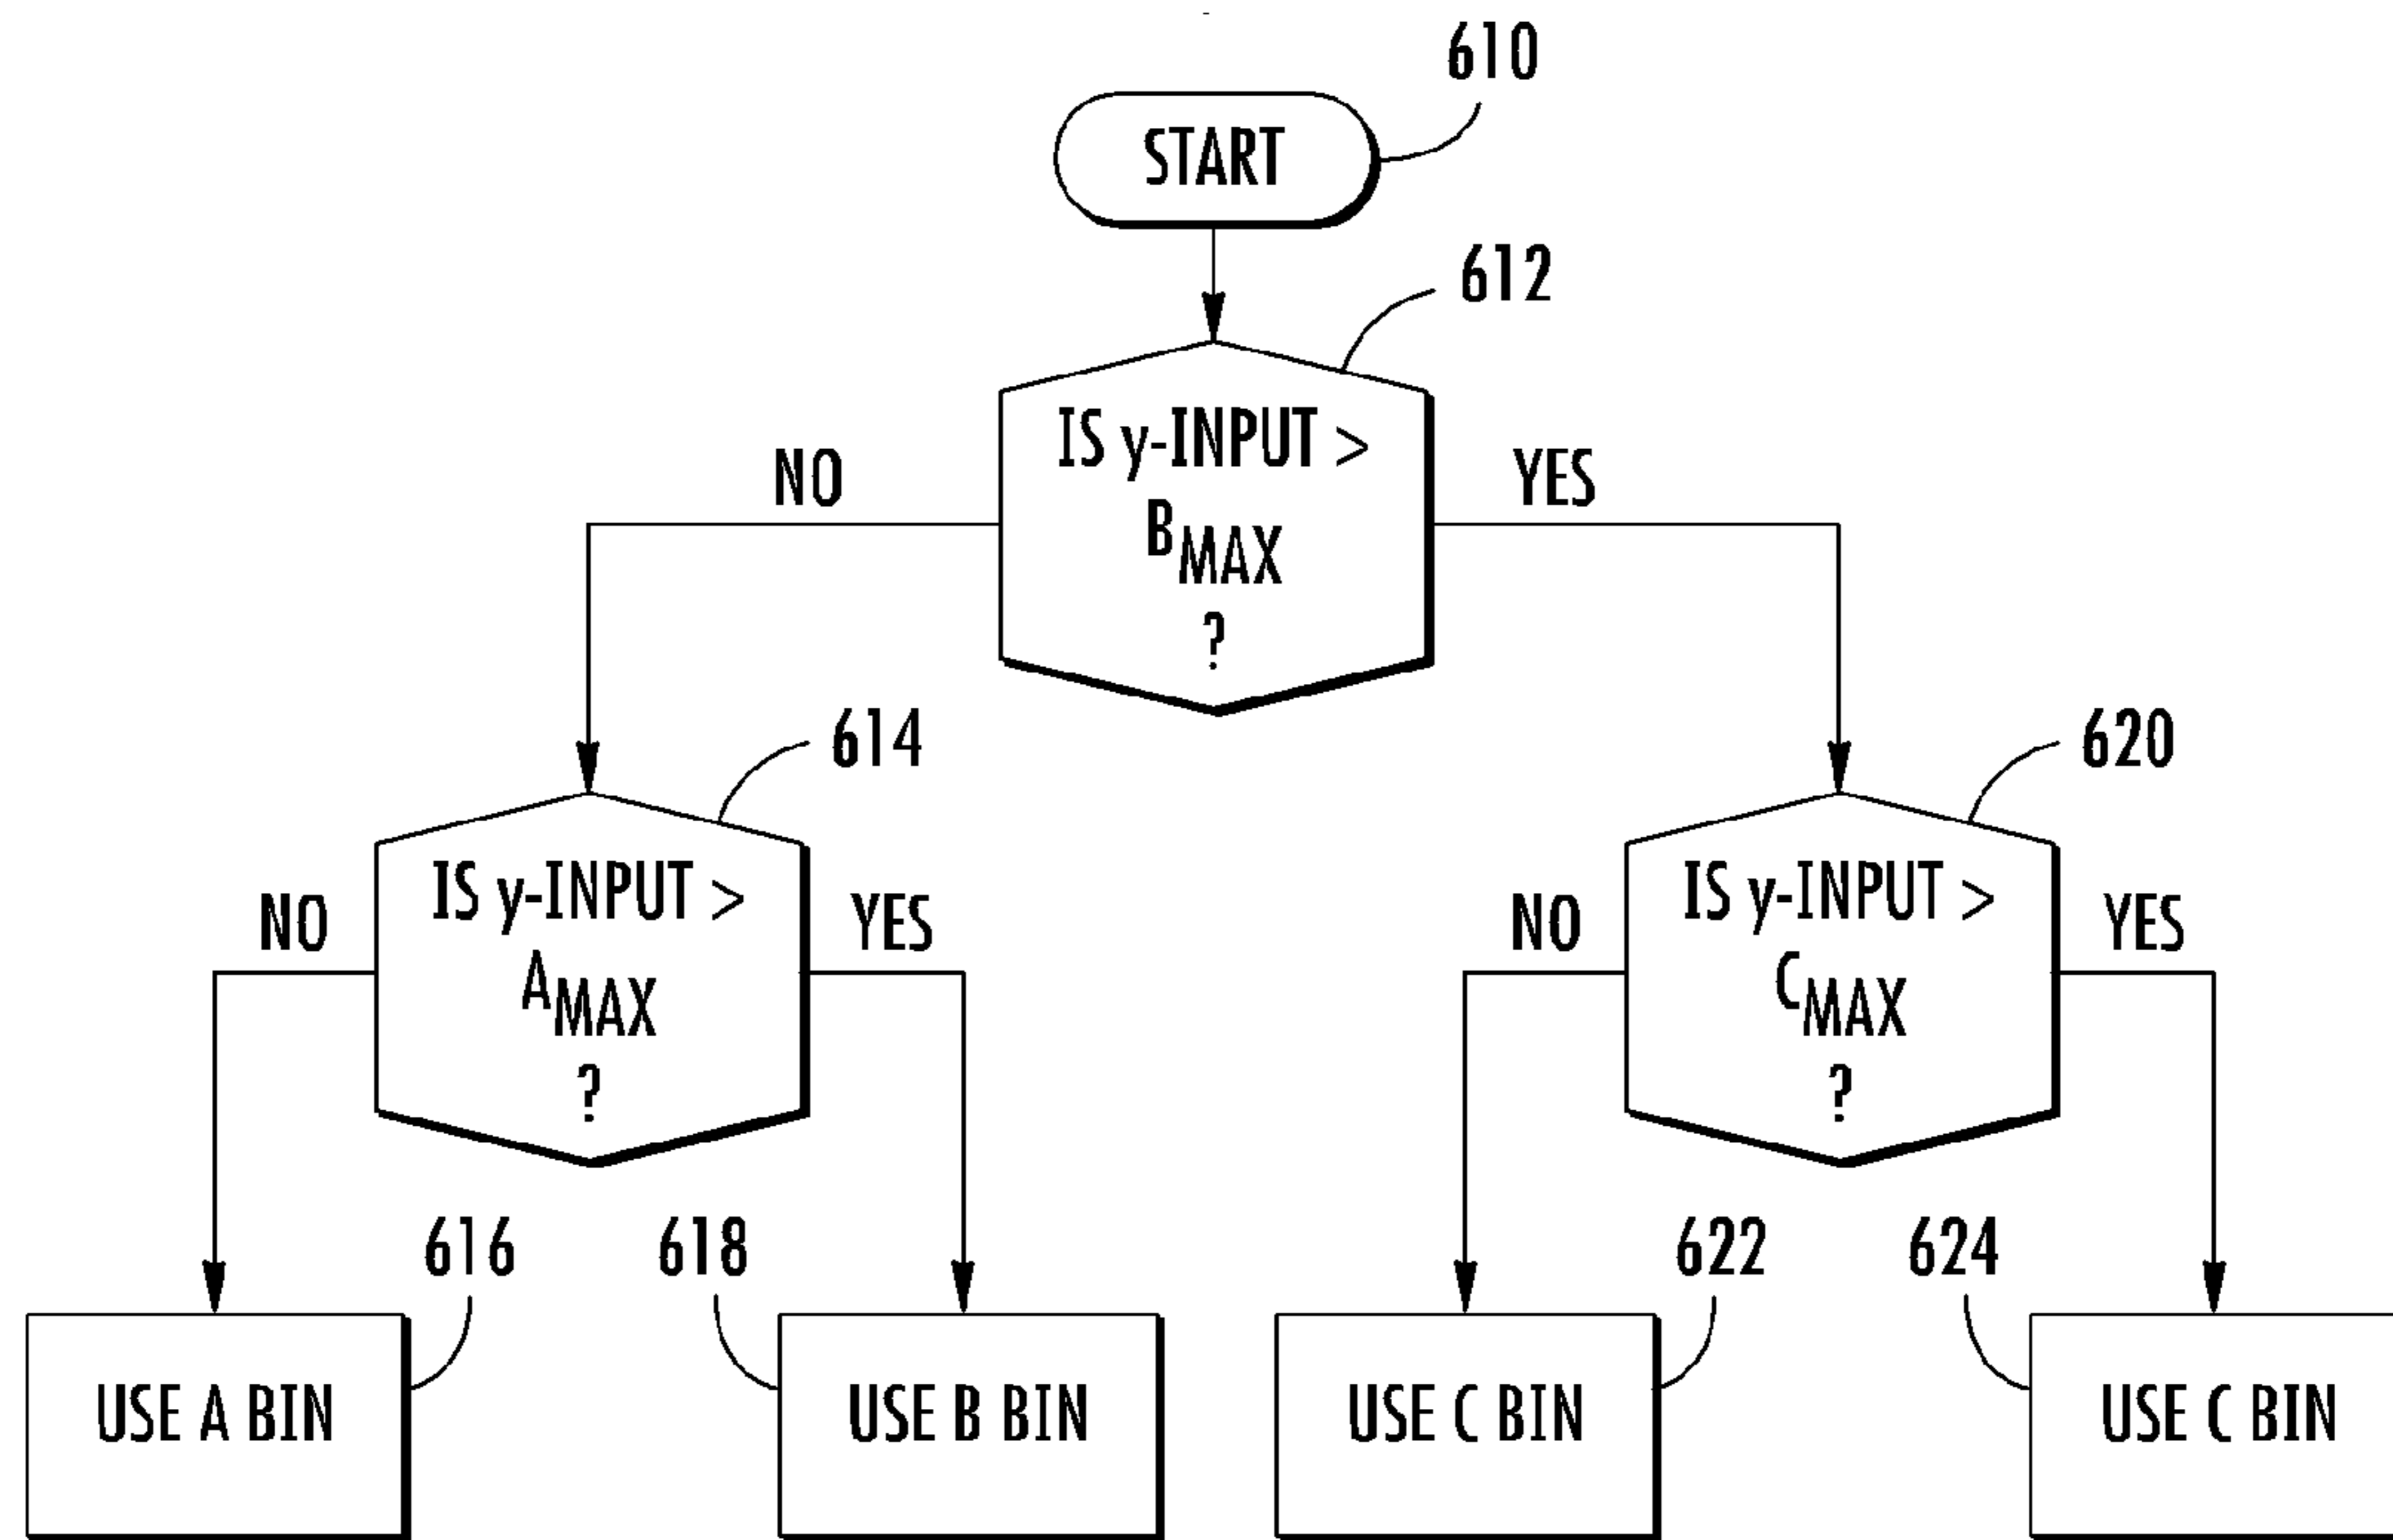 610
START
612
IS y-INPUT >
BMAX
?
NO
YES
614
620
IS y-INPUT >
AMAX
?
NO
YES
IS y-INPUT >
CMAX
?
NO
YES
616
618
622
624
USE A BIN
USE B BIN
USE C BIN
USE C BIN